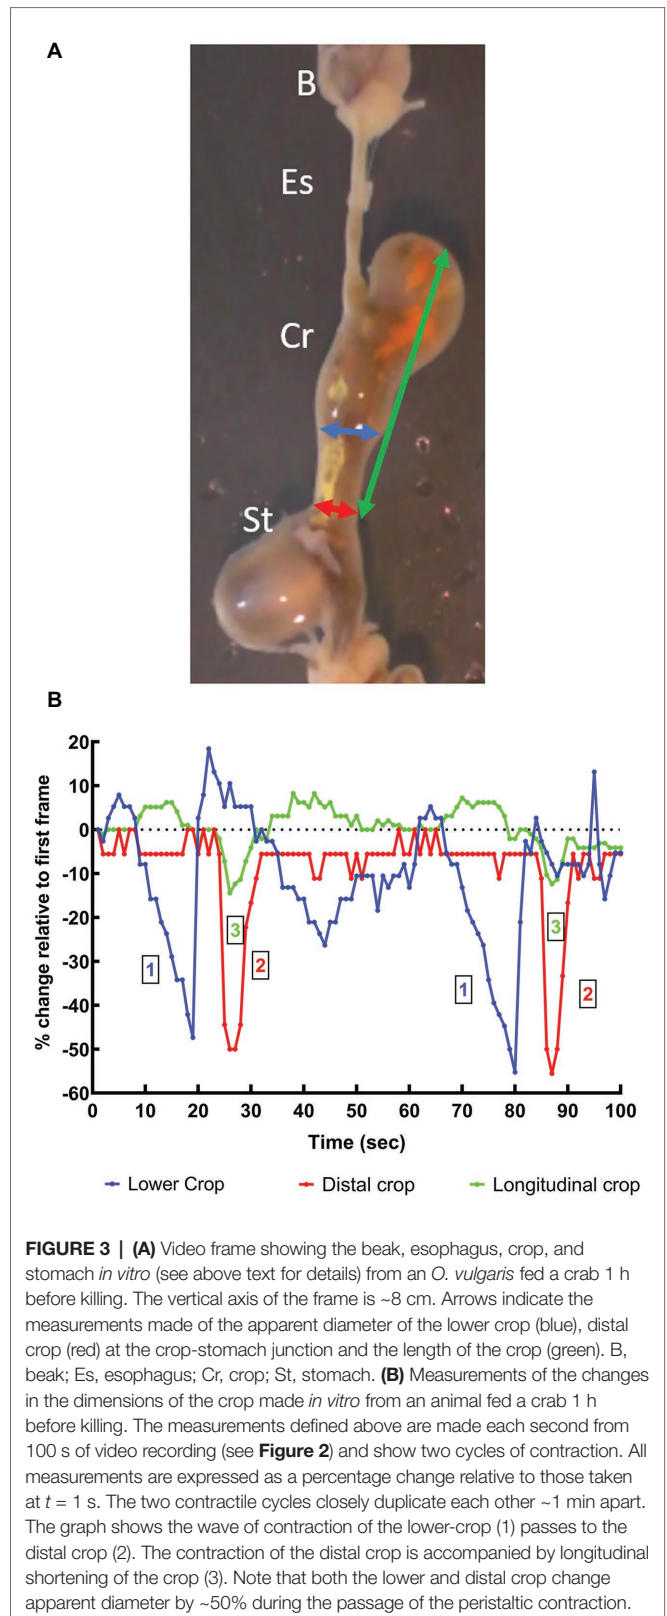 A
B
Es
Cr
St
B
20
10
0
-10
-20
-30
-40
-50
-60
% change relative to first frame
1
3
2
1
3
2
0 10 20 30 40 50 60 70 80 90 100
Time (sec)
Lower Crop Distal crop Longitudinal crop
FIGURE 3 | (A) Video frame showing the beak, esophagus, crop, and
stomach in vitro (see above text for details) from an O. vulgaris fed a crab 1 h
before killing. The vertical axis of the frame is ~8 cm. Arrows indicate the
measurements made of the apparent diameter of the lower crop (blue), distal
crop (red) at the crop-stomach junction and the length of the crop (green). B,
beak; Es, esophagus; Cr, crop; St, stomach. (B) Measurements of the changes
in the dimensions of the crop made in vitro from an animal fed a crab 1 h
before killing. The measurements defined above are made each second from
100 s of video recording (see Figure 2) and show two cycles of contraction. All
measurements are expressed as a percentage change relative to those taken
at t = 1 s. The two contractile cycles closely duplicate each other ~1 min apart.
The graph shows the wave of contraction of the lower-crop (1) passes to the
distal crop (2). The contraction of the distal crop is accompanied by longitudinal
shortening of the crop (3). Note that both the lower and distal crop change
apparent diameter by ~50% during the passage of the peristaltic contraction.